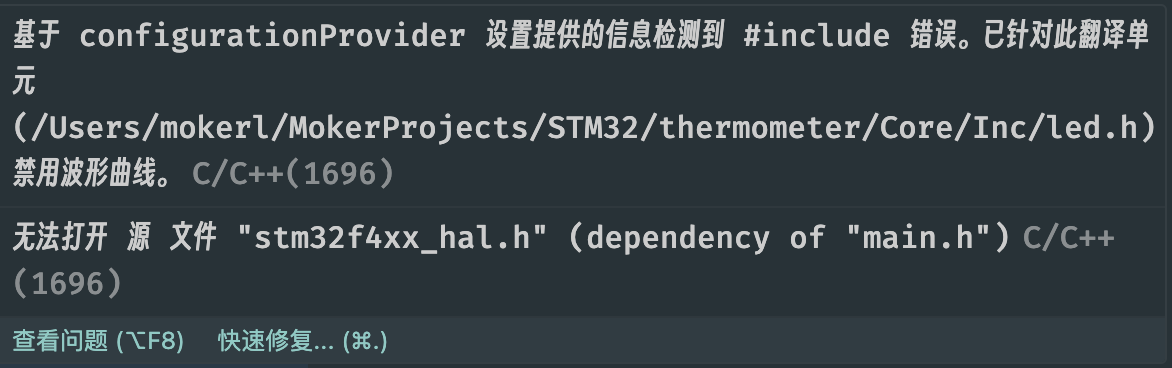 基于 configurationProvider 设置提供的信息检测到 #include 错误。已针对此翻译单
元
(/Users/mokerl/MokerProjects/STM32/thermometer/Core/Inc/led.h)
禁用波形曲线。 C/C++(1696)
无法打开 源 文件 "stm32f4xx_hal.h" (dependency of "main.h") C/C++
(1696)
查看问题 (⌥F8) 快速修复... (⌘.)